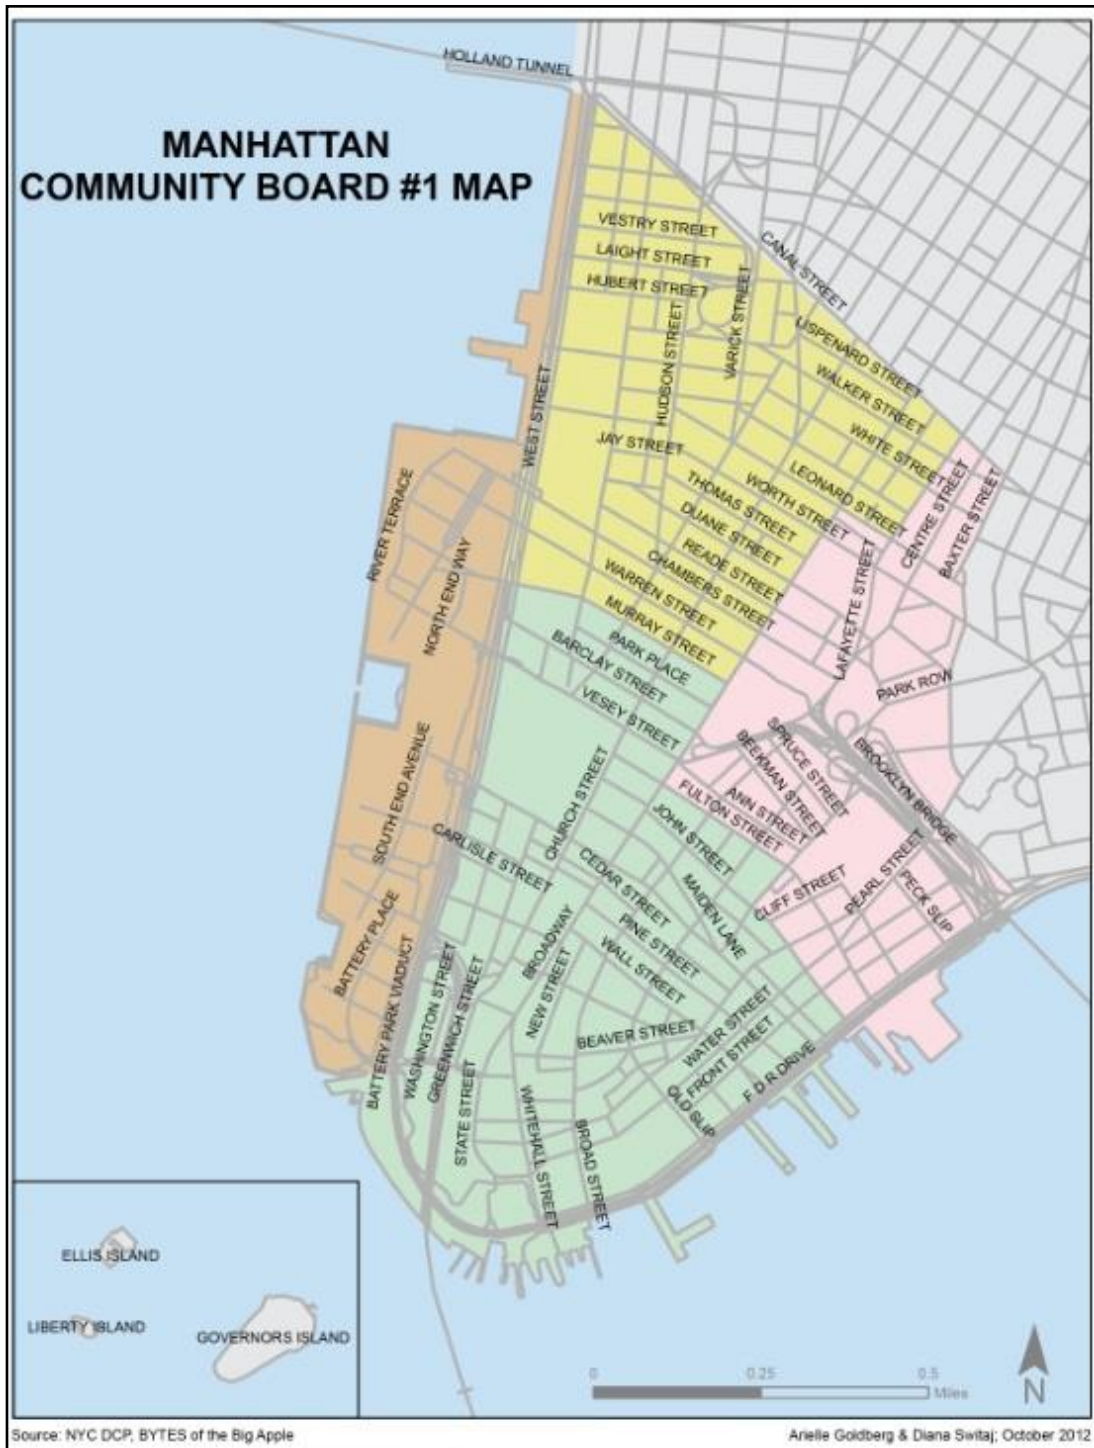 HOLLAND TUNNEL
MANHATTAN
COMMUNITY BOARD #1 MAP
VESTRY STREET
CANAL STREET
LAIGHT STREET
HUBERT STREET
VARICK STREET
HUDSON STREET
LISPENARD STREET
WALKER STREET
WEST STREET
WHITE STREET
JAY STREET
LEONARD STREET
CENTRE STREET
BAXTER STREET
THOMAS STREET
WORTH STREET
RIVER TERRACE
DUANE STREET
READE STREET
LAFAYETTE STREET
NORTH END WAY
CHAMBERS STREET
WARREN STREET
MURRAY STREET
PARK PLACE
BARCLAY STREET
PARK ROW
VESEY STREET
SPRUCE STREET
BEEKMAN STREET
BROOKLYN BRIDGE
SOUTH END AVENUE
CHURCH STREET
ANN STREET
FULTON STREET
JOHN STREET
CARLISLE STREET
CEDAR STREET
MAIDEN LANE
CLIFF STREET
PEARL STREET
PECK SLIP
BATTERY PLACE
BROADWAY
PINE STREET
WALL STREET
BATTERY PARK VIADUCT
WASHINGTON STREET
GREENWICH STREET
NEW STREET
BEAVER STREET
WATER STREET
FRONT STREET
F D R DRIVE
STATE STREET
OLD SLIP
WHITEHALL STREET
BROAD STREET
ELLIS ISLAND
LIBERTY ISLAND
GOVERNORS ISLAND
0 0.25 0.5
Miles
N
Source: NYC DCP, BYTES of the Big Apple
Arielle Goldberg & Diana Switaj; October 2012